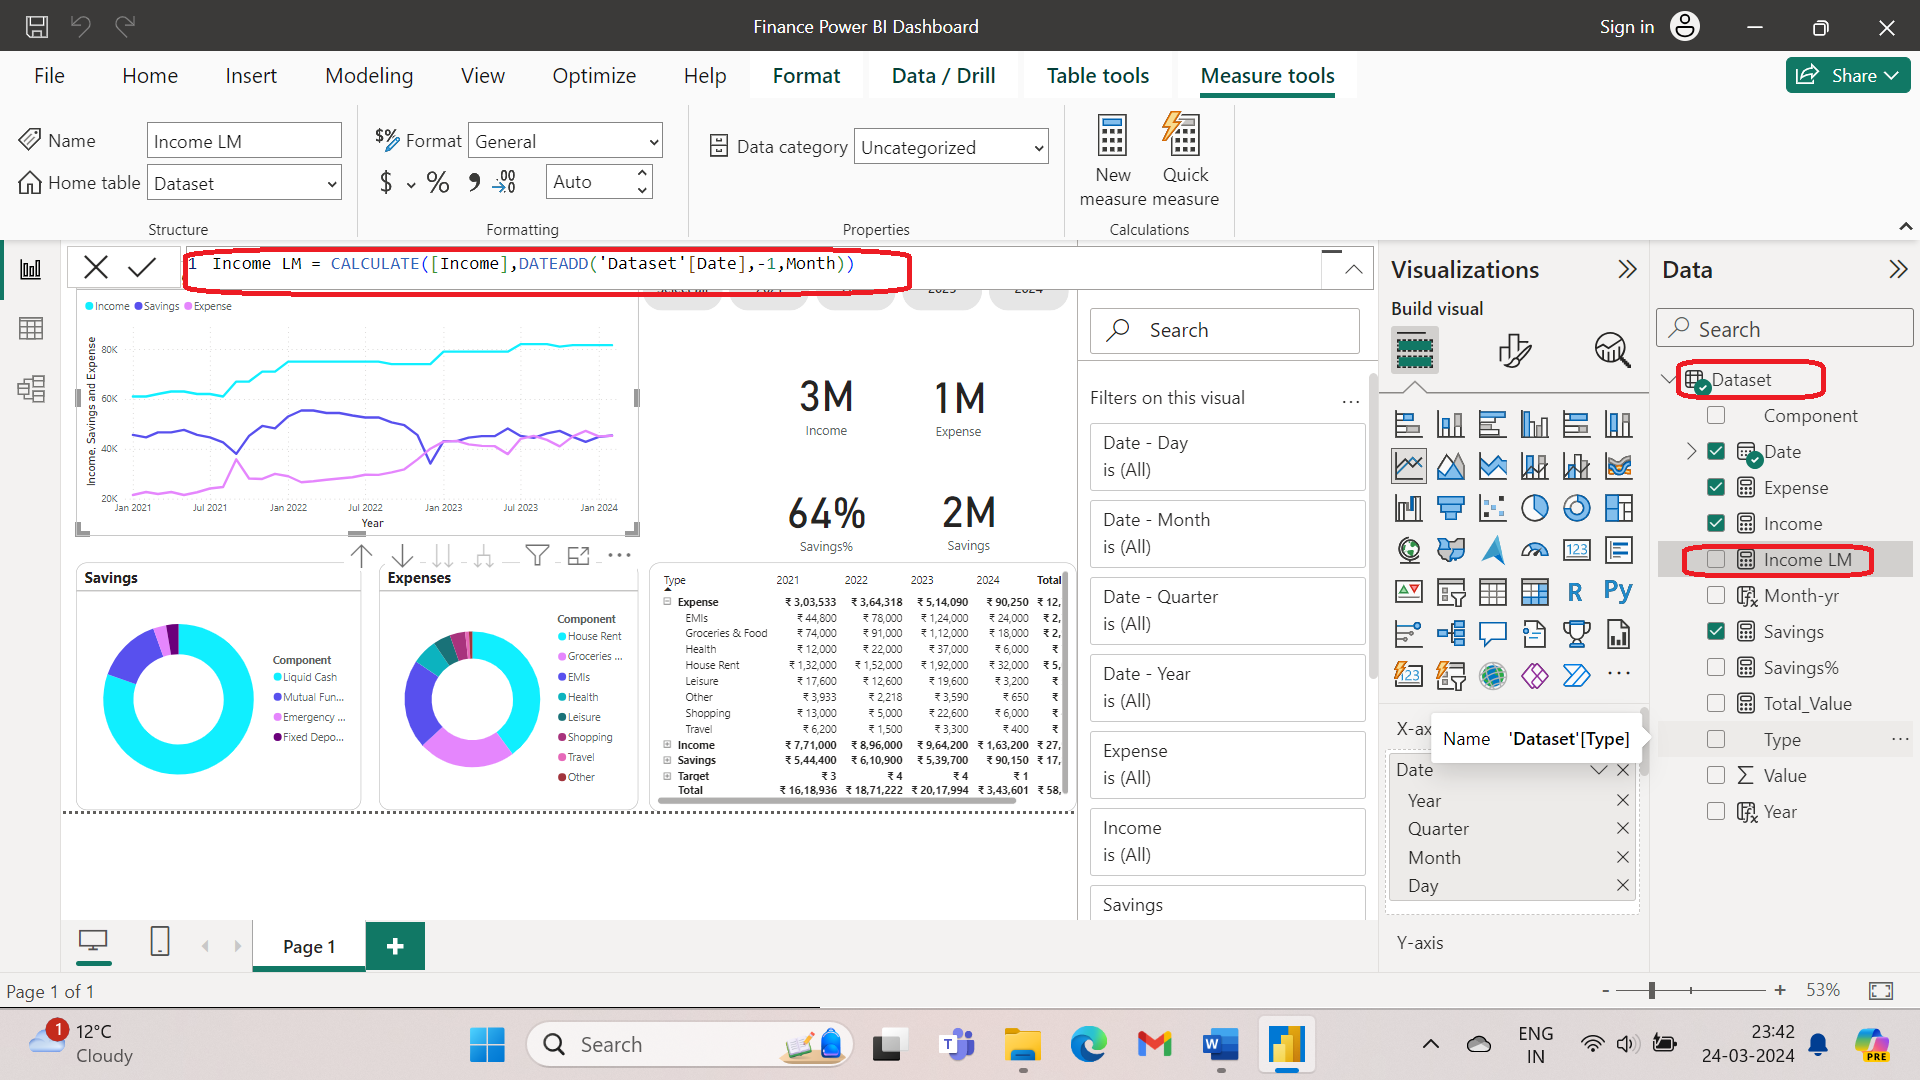 Finance Power BI Dashboard
Sign in
File Home Insert Modeling View Optimize Help Format Data / Drill Table tools Measure tools
Share
Name Income LM
Home table Dataset
Structure
$% Format General
$ % Auto
Formatting
Data category Uncategorized
Properties
New measure
Quick measure
Calculations
1 Income LM = CALCULATE([Income],DATEADD('Dataset'[Date],-1,Month))
Income Savings Expense
Income, Savings and Expense
80K
60K
40K
20K
Jan 2021 Jul 2021 Jan 2022 Jul 2022 Jan 2023 Jul 2023 Jan 2024
Year
3M
Income
1M
Expense
64%
Savings%
2M
Savings
Savings
Component
Liquid Cash
Mutual Fun...
Emergency ...
Fixed Depo...
Expenses
Component
House Rent
Groceries ...
EMIs
Health
Leisure
Shopping
Travel
Other
Type 2021 2022 2023 2024 Total
Expense ₹ 3,03,533 ₹ 3,64,318 ₹ 5,14,090 ₹ 90,250 ₹ 12,
EMIs ₹ 44,800 ₹ 78,000 ₹ 1,24,000 ₹ 24,000 ₹ 2,
Groceries & Food ₹ 74,000 ₹ 91,000 ₹ 1,12,000 ₹ 18,000 ₹ 2,
Health ₹ 12,000 ₹ 22,000 ₹ 37,000 ₹ 6,000 ₹
House Rent ₹ 1,32,000 ₹ 1,52,000 ₹ 1,92,000 ₹ 32,000 ₹ 5,
Leisure ₹ 17,600 ₹ 12,600 ₹ 19,600 ₹ 3,200 ₹
Other ₹ 3,933 ₹ 2,218 ₹ 3,590 ₹ 650 ₹
Shopping ₹ 13,000 ₹ 5,000 ₹ 22,600 ₹ 6,000 ₹
Travel ₹ 6,200 ₹ 1,500 ₹ 3,300 ₹ 400 ₹
Income ₹ 7,71,000 ₹ 8,96,000 ₹ 9,64,200 ₹ 1,63,200 ₹ 27,
Savings ₹ 5,44,400 ₹ 6,10,900 ₹ 5,39,700 ₹ 90,150 ₹ 17,
Target ₹ 3 ₹ 4 ₹ 4 ₹ 1
Total ₹ 16,18,936 ₹ 18,71,222 ₹ 20,17,994 ₹ 3,43,601 ₹ 58,
Search
Filters on this visual ...
Date - Day
is (All)
Date - Month
is (All)
Date - Quarter
is (All)
Date - Year
is (All)
Expense
is (All)
Income
is (All)
Savings
Visualizations
Build visual
123
R
Py
123
...
X-ax
Name 'Dataset'[Type]
Date
Year
Quarter
Month
Day
Y-axis
Data
Search
Dataset
Component
Date
Expense
Income
Income LM
Month-yr
Savings
Savings%
Total_Value
Type ...
Value
Year
Page 1 +
Page 1 of 1
- + 53%
1
12°C
Cloudy
Search
T
W
ENG
IN
23:42
24-03-2024
PRE